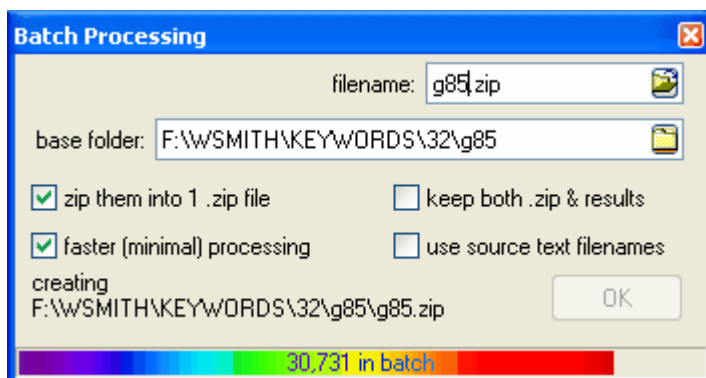 Batch Processing
filename: g85.zip
base folder: F:\WSMITH\KEYWORDS\32\g85
zip them into 1 .zip file keep both .zip & results
faster (minimal) processing use source text filenames
creating
F:\WSMITH\KEYWORDS\32\g85\g85.zip OK
30,731 in batch